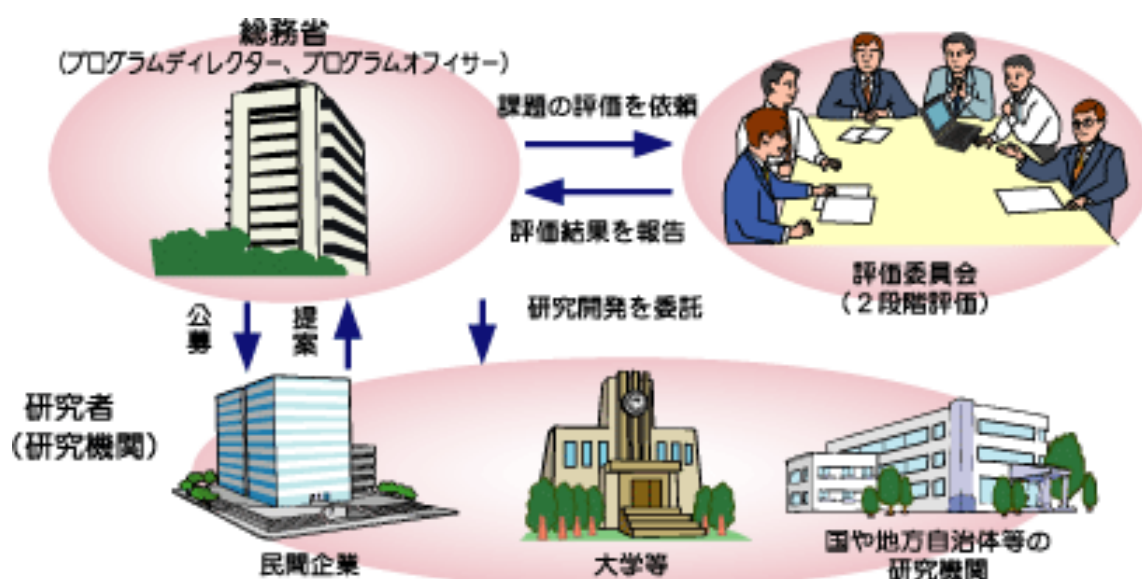 総務省
(プログラムディレクター、プログラムオフィサー)
課題の評価を依頼
評価結果を報告
評価委員会
(2段階評価)
公募
提案
研究開発を委託
研究者
(研究機関)
民間企業
大学等
国や地方自治体等の
研究機関